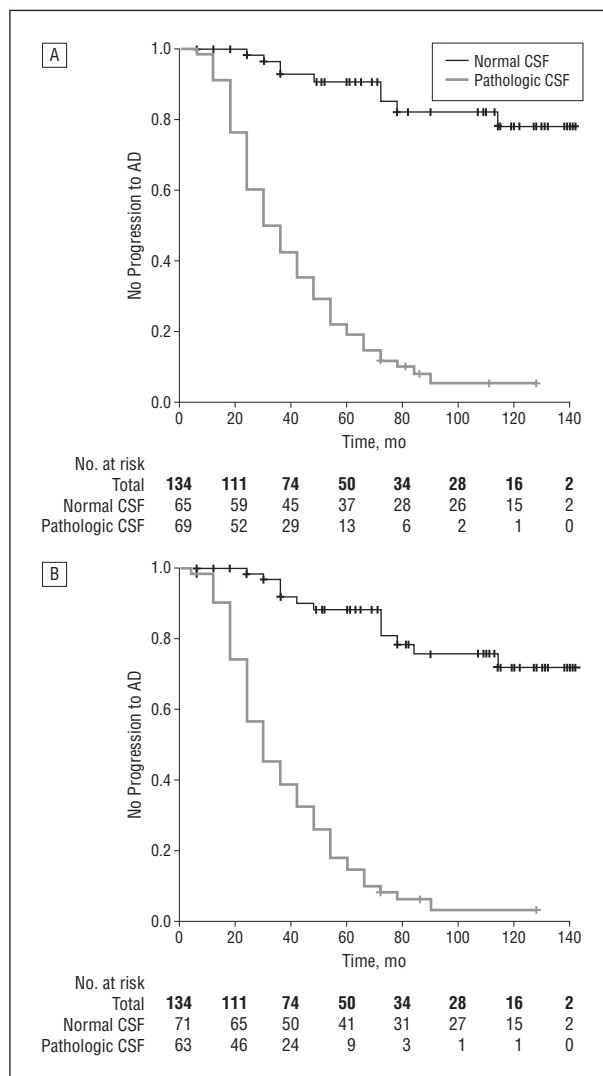 A
Normal CSF
Pathologic CSF
1.0
0.8
0.6
0.4
0.2
0.0
No Progression to AD
0 20 40 60 80 100 120 140
Time, mo
No. at risk
Total 134 111 74 50 34 28 16 2
Normal CSF 65 59 45 37 28 26 15 2
Pathologic CSF 69 52 29 13 6 2 1 0
B
1.0
0.8
0.6
0.4
0.2
0.0
No Progression to AD
0 20 40 60 80 100 120 140
Time, mo
No. at risk
Total 134 111 74 50 34 28 16 2
Normal CSF 71 65 50 41 31 27 15 2
Pathologic CSF 63 46 24 9 3 1 1 0